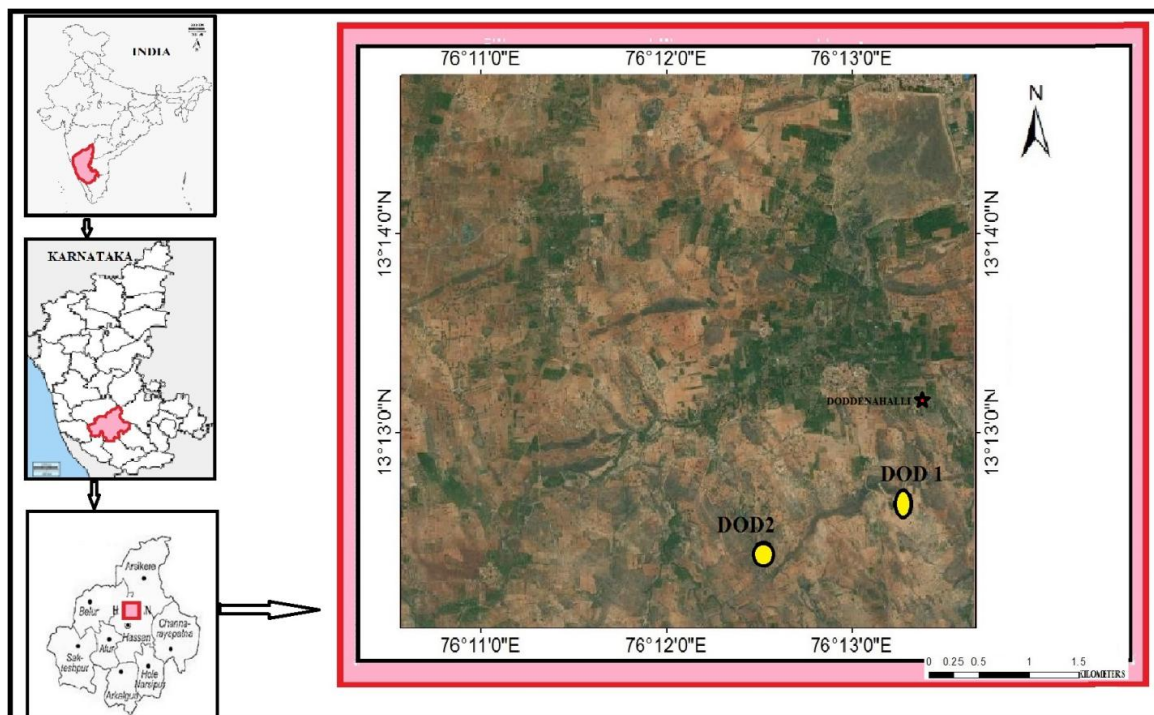 INDIA
KARNATAKA
Arsikere
Belur
H
N
Channa-
rayapatna
Hassan
Alur
Sak-
leshpur
Hole
Narsipur
Arkalgud
76°11'0"E
76°12'0"E
76°13'0"E
N
13°14'0"N
13°14'0"N
DODDENAHALLI
13°13'0"N
13°13'0"N
DOD 1
DOD2
76°11'0"E
76°12'0"E
76°13'0"E
0 0.25 0.5 1 1.5
KILOMETERS